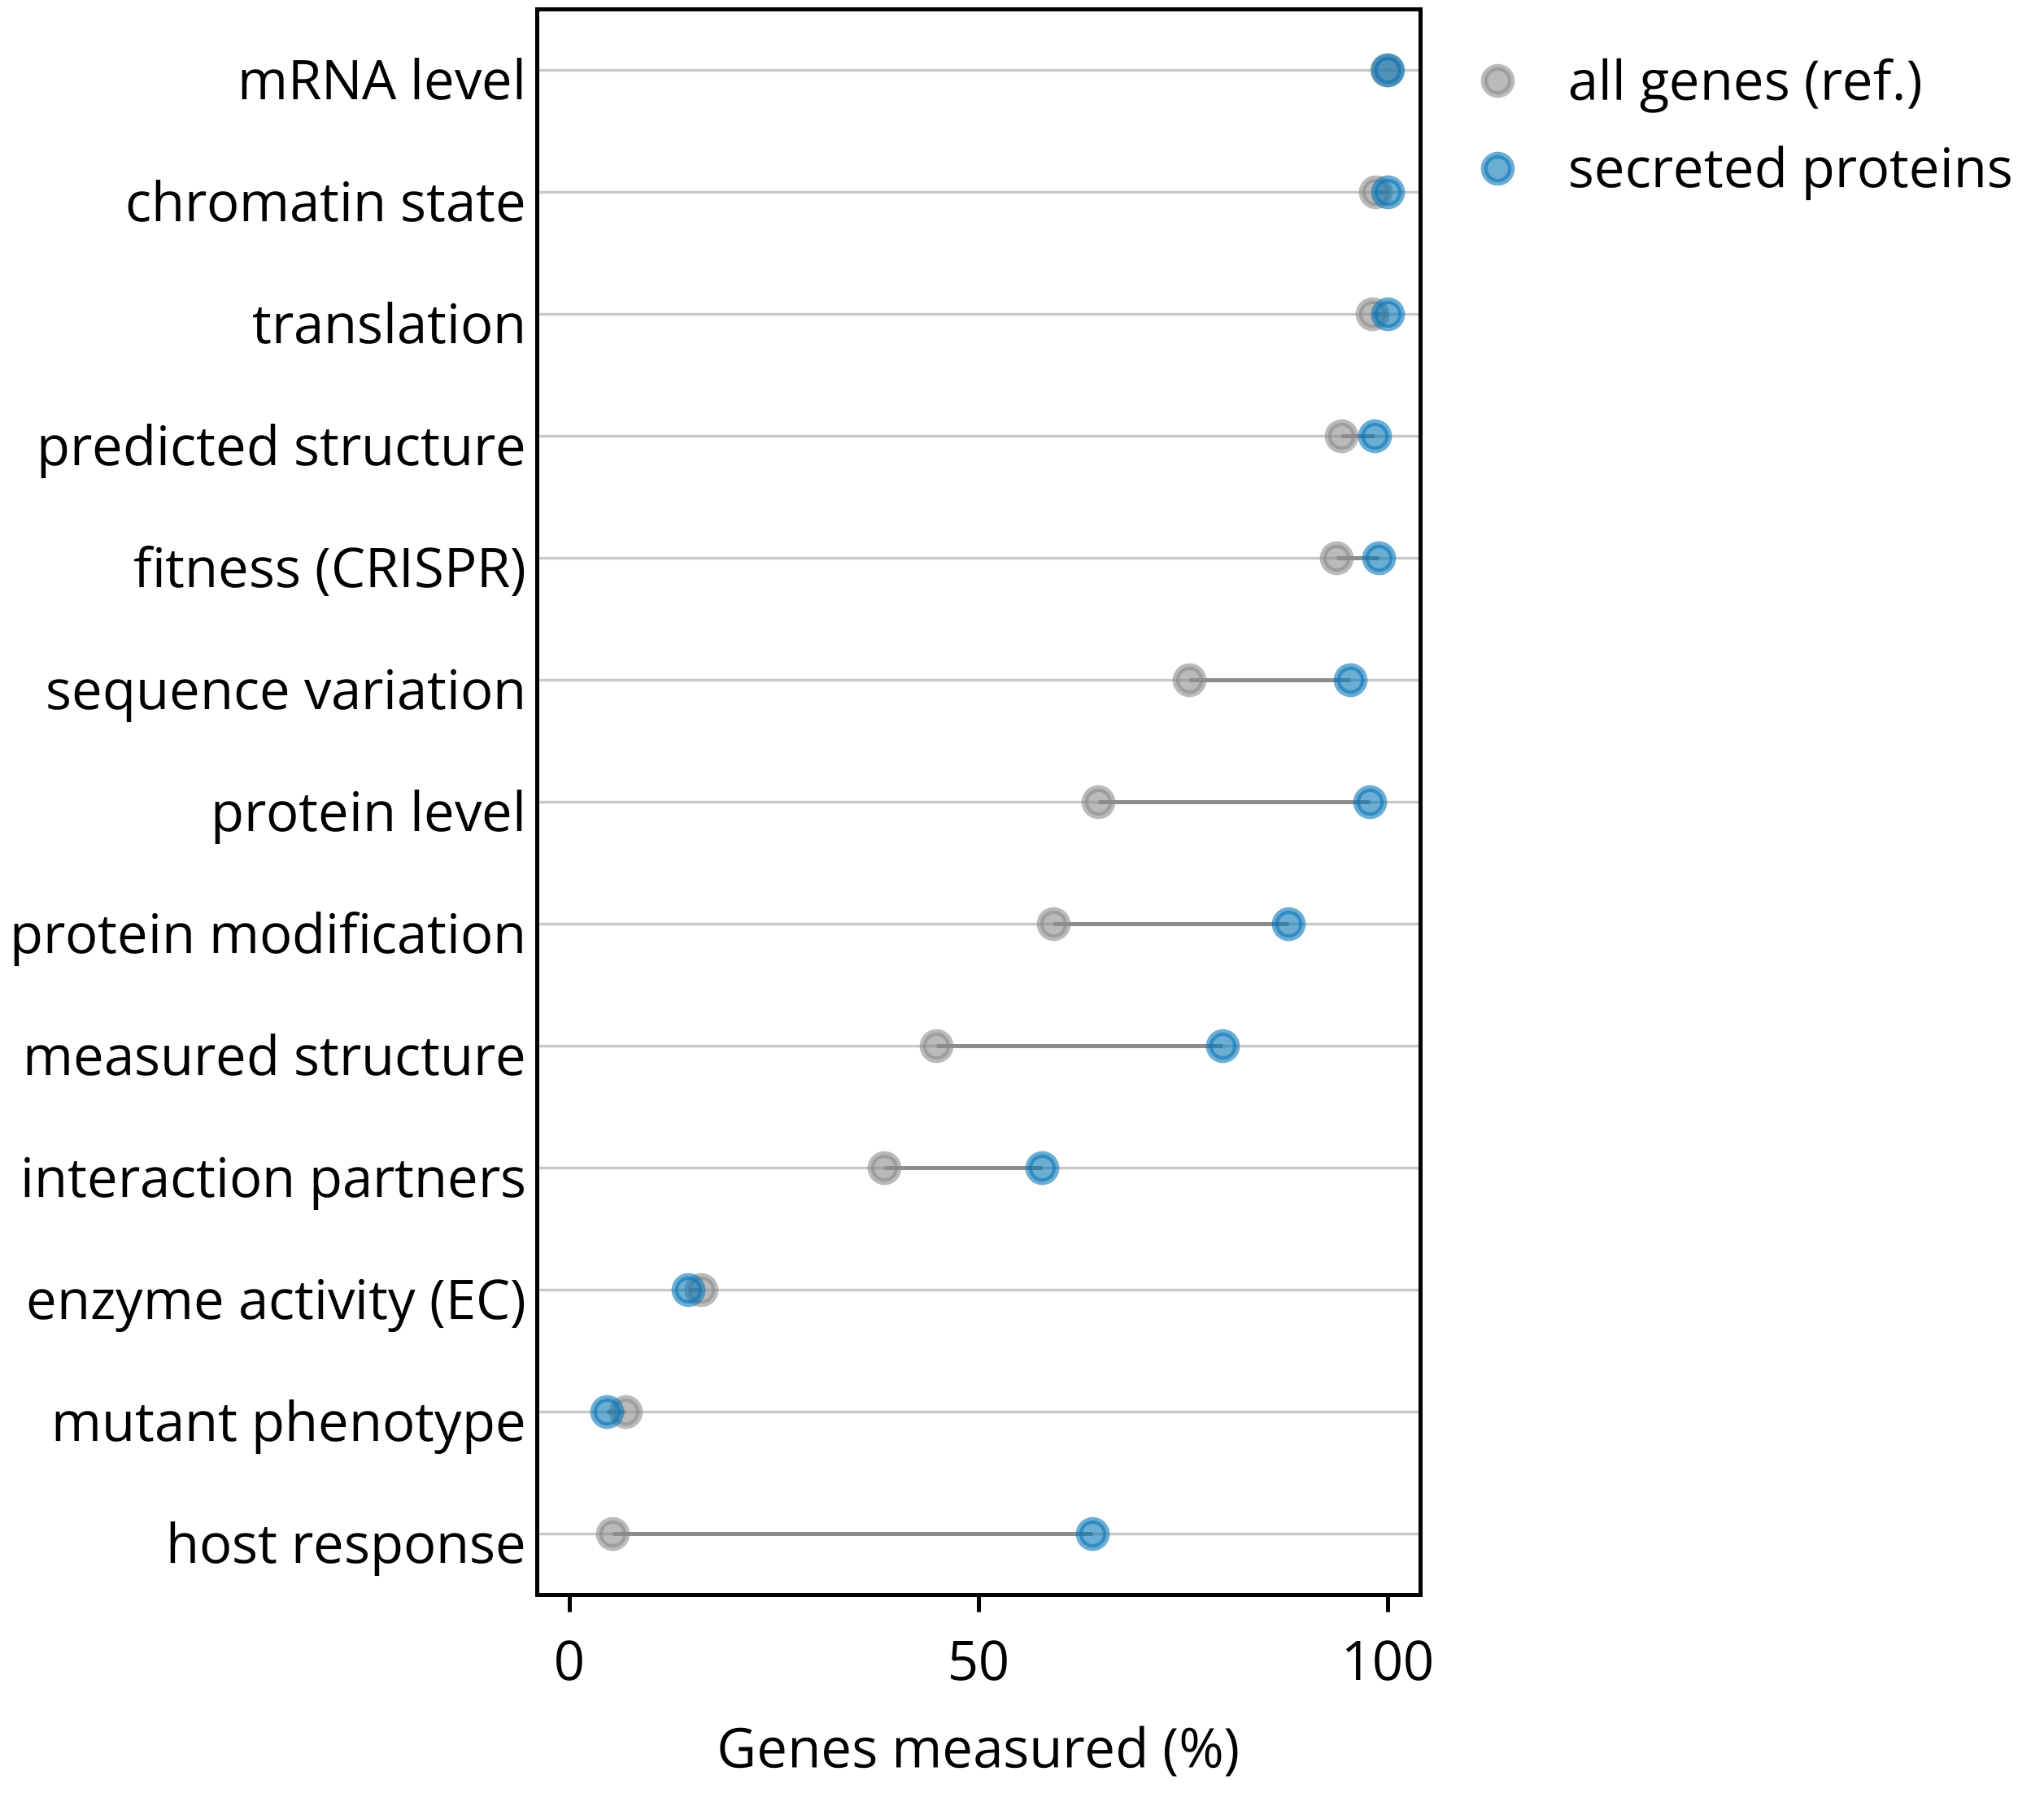 mRNA level
chromatin state
translation
predicted structure
fitness (CRISPR)
sequence variation
protein level
protein modification
measured structure
interaction partners
enzyme activity (EC)
mutant phenotype
host response
0 50 100
Genes measured (%)
all genes (ref.)
secreted proteins